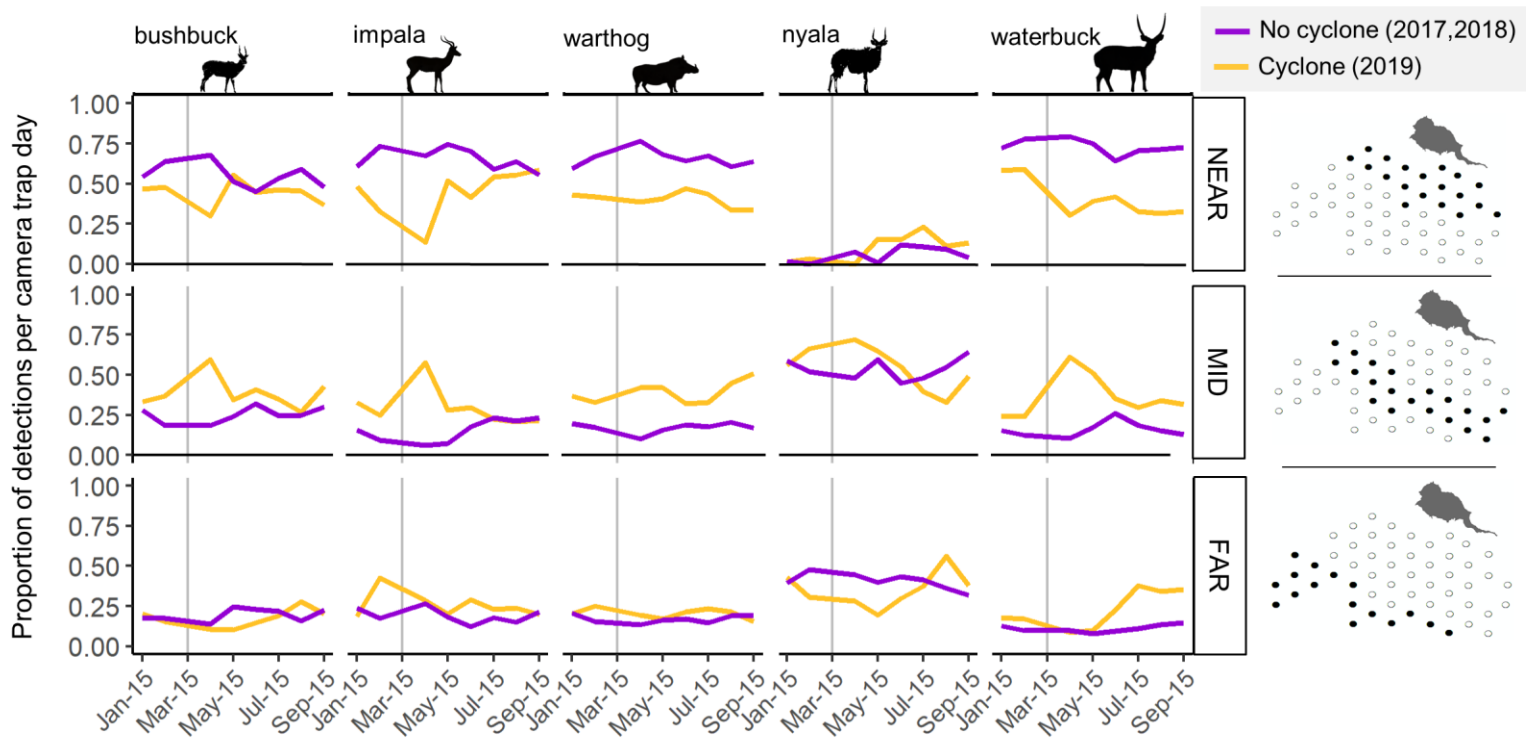 bushbuck impala warthog nyala waterbuck
No cyclone (2017,2018)
Cyclone (2019)
Proportion of detections per camera trap day
1.00
0.75
0.50
0.25
0.00
NEAR
1.00
0.75
0.50
0.25
0.00
MID
1.00
0.75
0.50
0.25
0.00
FAR
Jan-15 Mar-15 May-15 Jul-15 Sep-15 Jan-15 Mar-15 May-15 Jul-15 Sep-15 Jan-15 Mar-15 May-15 Jul-15 Sep-15 Jan-15 Mar-15 May-15 Jul-15 Sep-15 Jan-15 Mar-15 May-15 Jul-15 Sep-15